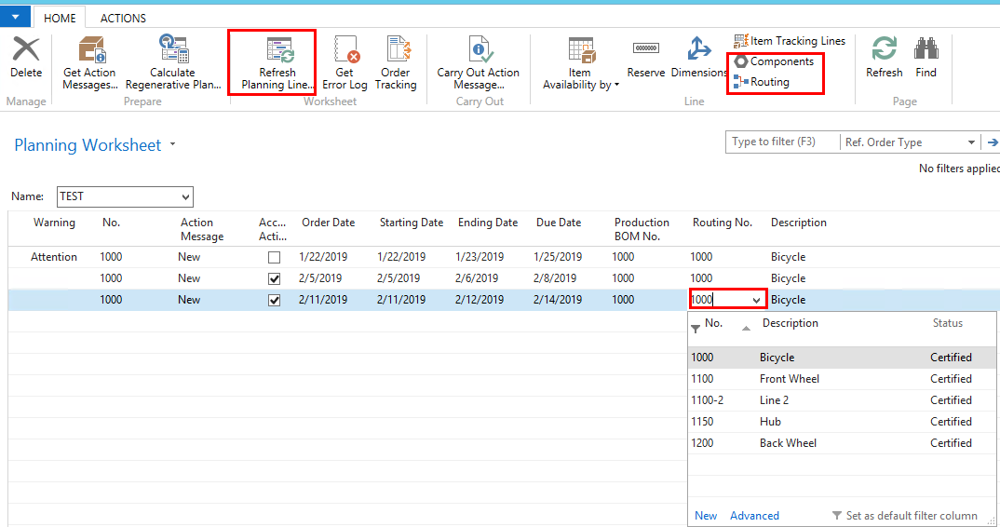 HOME ACTIONS
Delete
Get Action
Messages...
Calculate
Regenerative Plan...
Refresh
Planning Line...
Get
Error Log
Order
Tracking
Carry Out Action
Message...
Item
Availability by
Reserve
Dimensions
Item Tracking Lines
Components
Routing
Refresh
Find
Manage Prepare Worksheet Carry Out Line Page
Planning Worksheet
Type to filter (F3) Ref. Order Type
No filters applied
Name: TEST
Warning No. Action Acc... Order Date Starting Date Ending Date Due Date Production Routing No. Description
Message Acti... BOM No.
Attention 1000 New 1/22/2019 1/22/2019 1/23/2019 1/25/2019 1000 1000 Bicycle
1000 New 2/5/2019 2/5/2019 2/6/2019 2/8/2019 1000 1000 Bicycle
1000 New 2/11/2019 2/11/2019 2/12/2019 2/14/2019 1000 1000 Bicycle
No. Description Status
1000 Bicycle Certified
1100 Front Wheel Certified
1100-2 Line 2 Certified
1150 Hub Certified
1200 Back Wheel Certified
New Advanced Set as default filter column